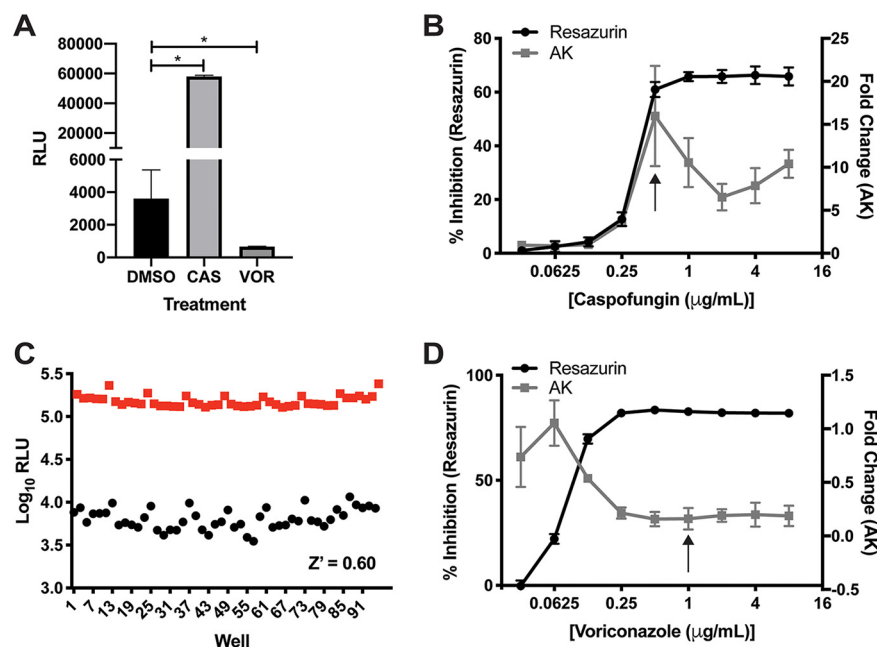 A
80000
60000
40000
20000
6000
4000
2000
0
RLU
*
*
DMSO CAS VOR
Treatment
B
Resazurin
AK
80
60
40
20
0
% Inhibition (Resazurin)
25
20
15
10
5
0
Fold Change (AK)
0.0625 0.25 1 4 16
[Caspofungin (μg/mL)]
C
5.5
5.0
4.5
4.0
3.5
3.0
Log10 RLU
Z' = 0.60
1 7 13 19 25 31 37 43 49 55 61 67 73 79 85 91
Well
D
Resazurin
AK
100
50
0
% Inhibition (Resazurin)
1.5
1.0
0.5
0.0
-0.5
Fold Change (AK)
0.0625 0.25 1 4 16
[Voriconazole (μg/mL)]